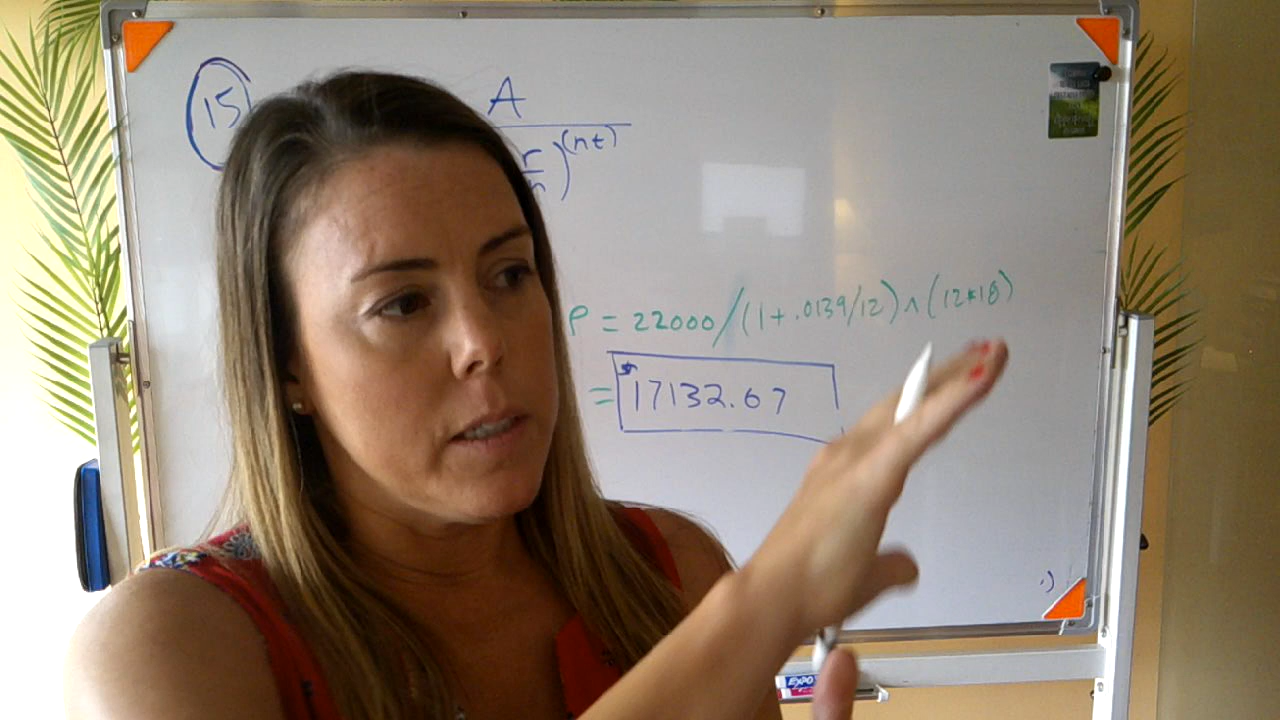 15
A
r (nt)
n
P = 22000/(1+.0139/12)^(12*18)
= $17132.67
:)
EXPO